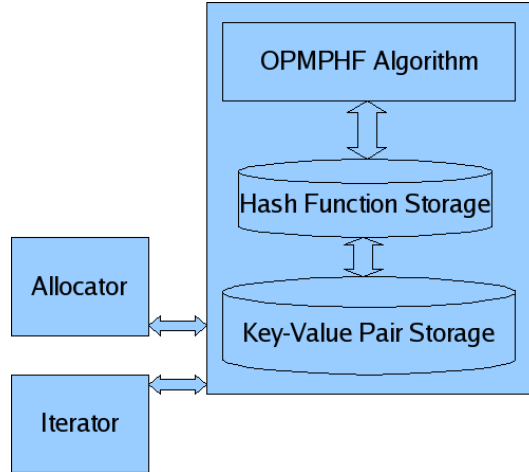 OPMPHF Algorithm
Hash Function Storage
Key-Value Pair Storage
Allocator
Iterator